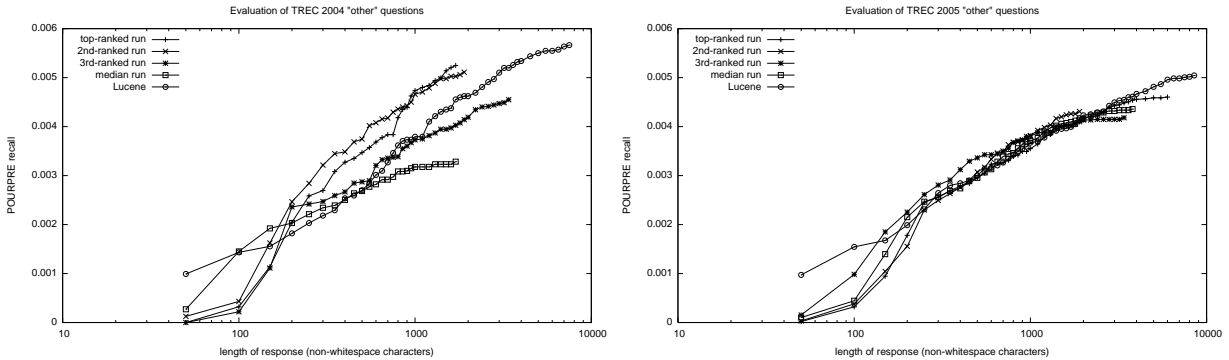 Evaluation of TREC 2004 "other" questions
0.006
0.005
0.004
0.003
0.002
0.001
0
POURPRE recall
top-ranked run
2nd-ranked run
3rd-ranked run
median run
Lucene
10
100
1000
10000
length of response (non-whitespace characters)
Evaluation of TREC 2005 "other" questions
0.006
0.005
0.004
0.003
0.002
0.001
0
POURPRE recall
top-ranked run
2nd-ranked run
3rd-ranked run
median run
Lucene
10
100
1000
10000
length of response (non-whitespace characters)